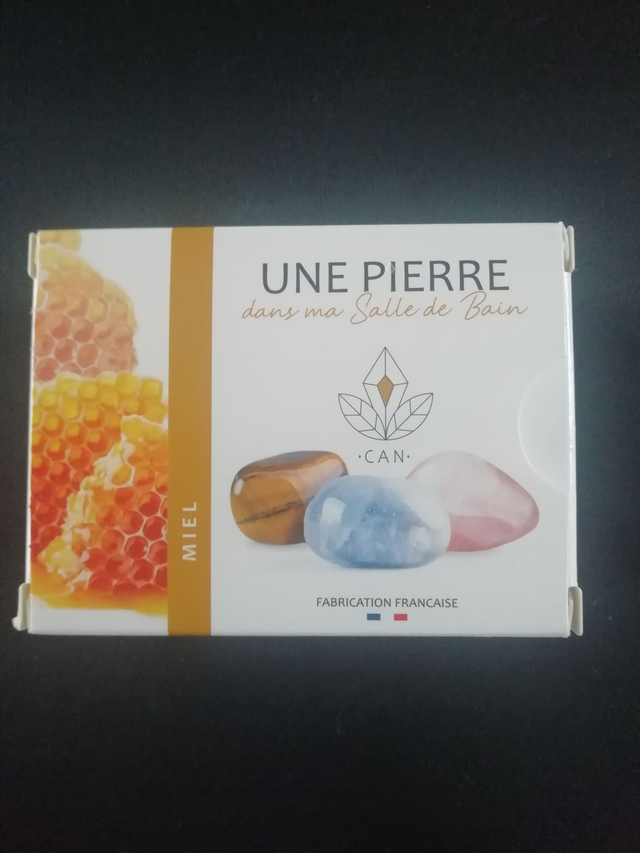 UNE PIERRE
dans ma Salle de Bain
·CAN·
MIEL
FABRICATION FRANCAISE